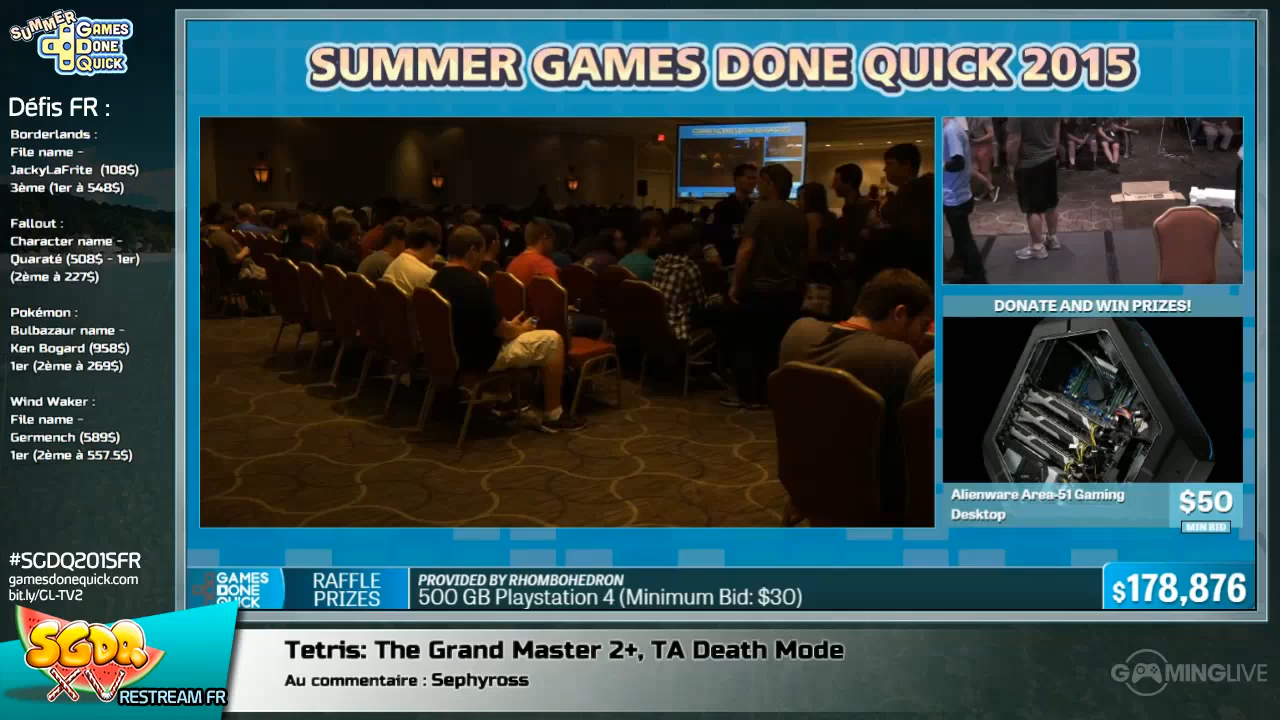 SUMMER
GAMES
DONE
QUICK
Défis FR :
Borderlands :
File name -
JackyLaFrite (108$)
3ème (1er à 548$)
Fallout :
Character name -
Quaraté (508$ - 1er)
(2ème à 227$)
Pokémon :
Bulbazaur name -
Ken Bogard (958$)
1er (2ème à 269$)
Wind Waker :
File name -
Germench (589$)
1er (2ème à 557.5$)
#SGDQ2015FR
gamesdonequick.com
bit.ly/GL-TV2
SGDQ
XV
RESTREAM FR
SUMMER GAMES DONE QUICK 2015
DONATE AND WIN PRIZES!
Alienware Area-51 Gaming
Desktop
$50
MIN BID
GAMES
DONE
QUICK
RAFFLE
PRIZES
PROVIDED BY RHOMBOHEDRON
500 GB Playstation 4 (Minimum Bid: $30)
$178,876
Tetris: The Grand Master 2+, TA Death Mode
Au commentaire : Sephyross
GAMINGLIVE